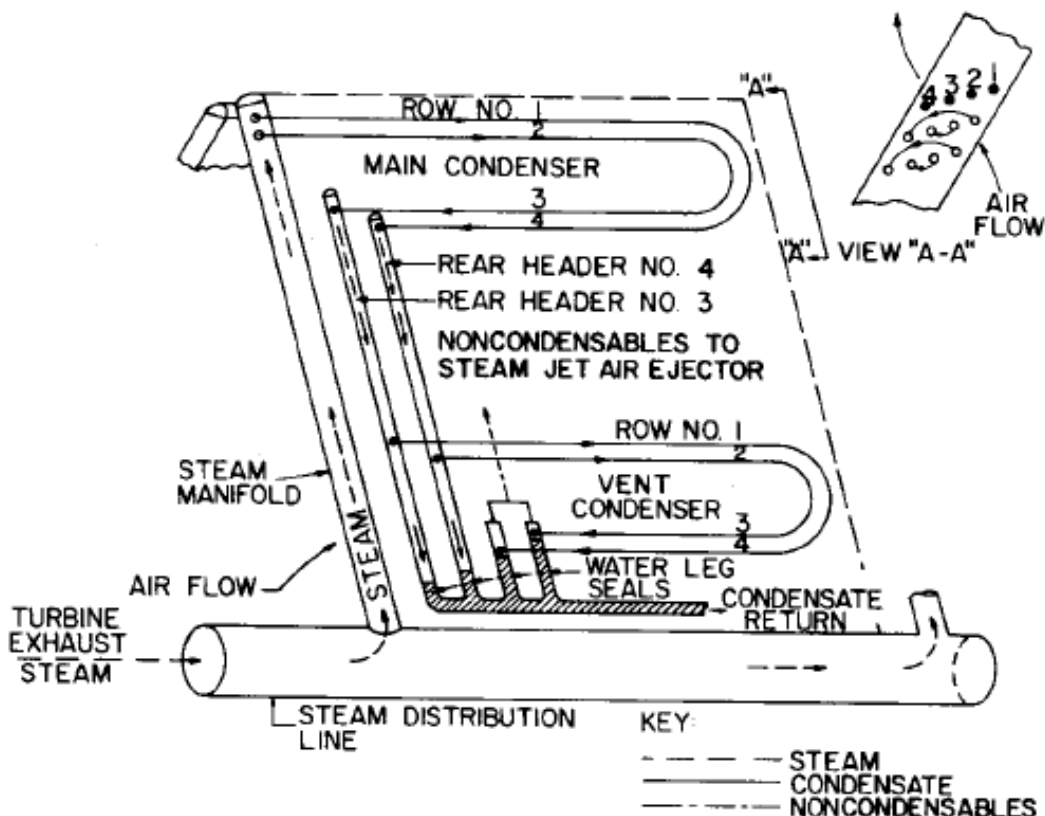 "A"
4 3 2 1
ROW NO. 1
2
MAIN CONDENSER
3
4
AIR
FLOW
"A"
VIEW "A-A"
REAR HEADER NO. 4
REAR HEADER NO. 3
NONCONDENSABLES TO
STEAM JET AIR EJECTOR
ROW NO. 1
2
STEAM
MANIFOLD
VENT
CONDENSER
3
4
STEAM
AIR FLOW
WATER LEG
SEALS
CONDENSATE
RETURN
TURBINE
EXHAUST
STEAM
STEAM DISTRIBUTION
LINE
KEY:
STEAM
CONDENSATE
NONCONDENSABLES